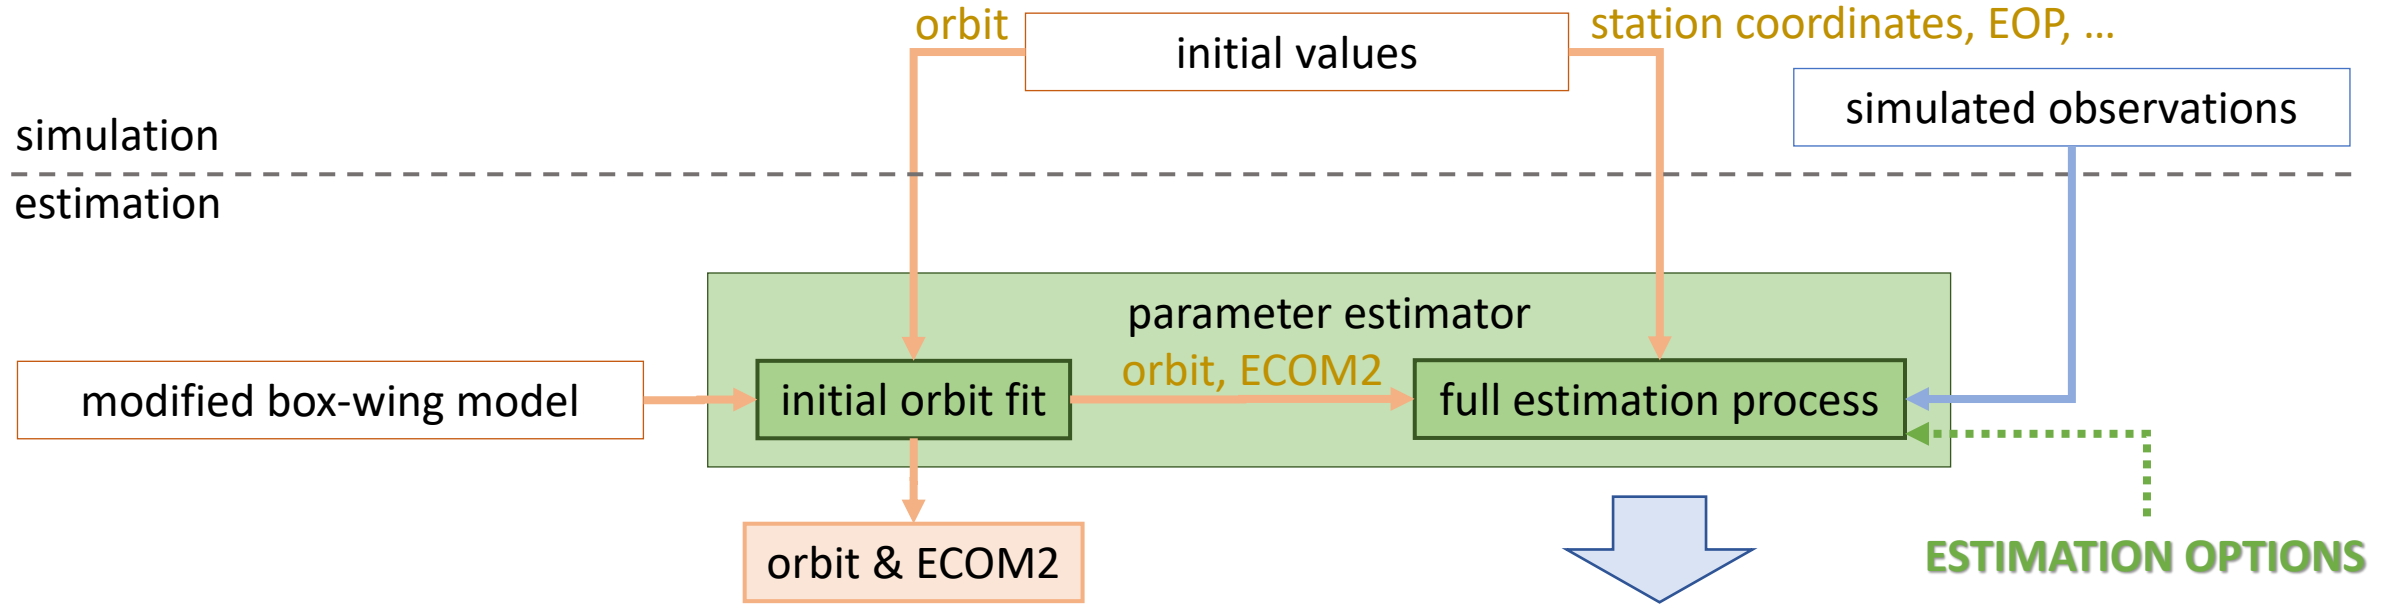 orbit
initial values
station coordinates, EOP, ...
simulated observations
simulation
estimation
parameter estimator
modified box-wing model
initial orbit fit
orbit, ECOM2
full estimation process
orbit & ECOM2
ESTIMATION OPTIONS